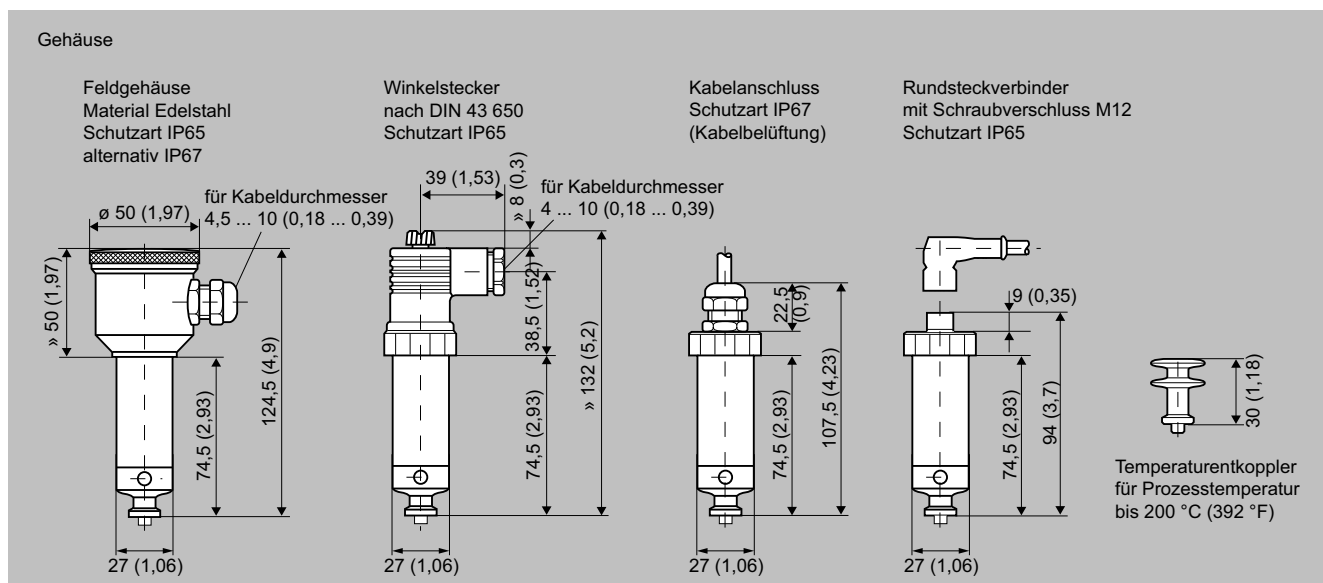 Gehäuse
Feldgehäuse
Material Edelstahl
Schutzart IP65
alternativ IP67
Winkelstecker
nach DIN 43 650
Schutzart IP65
Kabelanschluss
Schutzart IP67
(Kabelbelüftung)
Rundsteckverbinder
mit Schraubverschluss M12
Schutzart IP65
für Kabeldurchmesser
4,5 ... 10 (0,18 ... 0,39)
ø 50 (1,97)
» 50 (1,97)
74,5 (2,93)
124,5 (4,9)
27 (1,06)
39 (1,53)
» 8 (0,3)
für Kabeldurchmesser
4 ... 10 (0,18 ... 0,39)
38,5 (1,52)
74,5 (2,93)
» 132 (5,2)
27 (1,06)
22,5
(0,9)
74,5 (2,93)
107,5 (4,23)
27 (1,06)
9 (0,35)
74,5 (2,93)
94 (3,7)
27 (1,06)
30 (1,18)
Temperaturentkoppler
für Prozesstemperatur
bis 200 °C (392 °F)